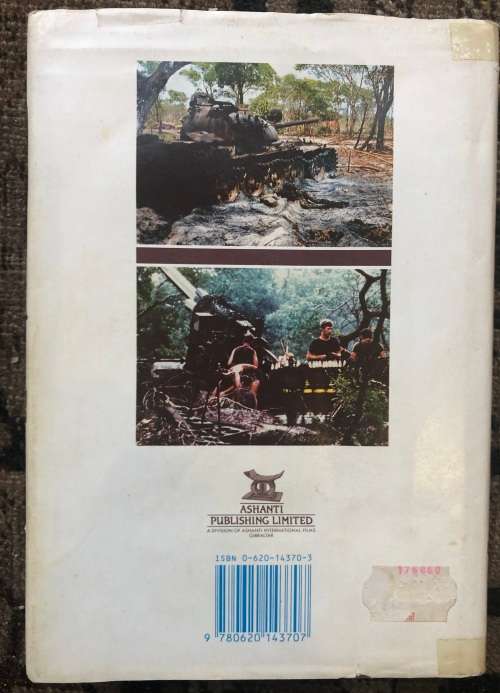 ASHANTI
PUBLISHING LIMITED
A DIVISION OF ASHANTI INTERNATIONAL FILMS
GIBRALTAR
ISBN 0-620-14370-3
9 780620 143707